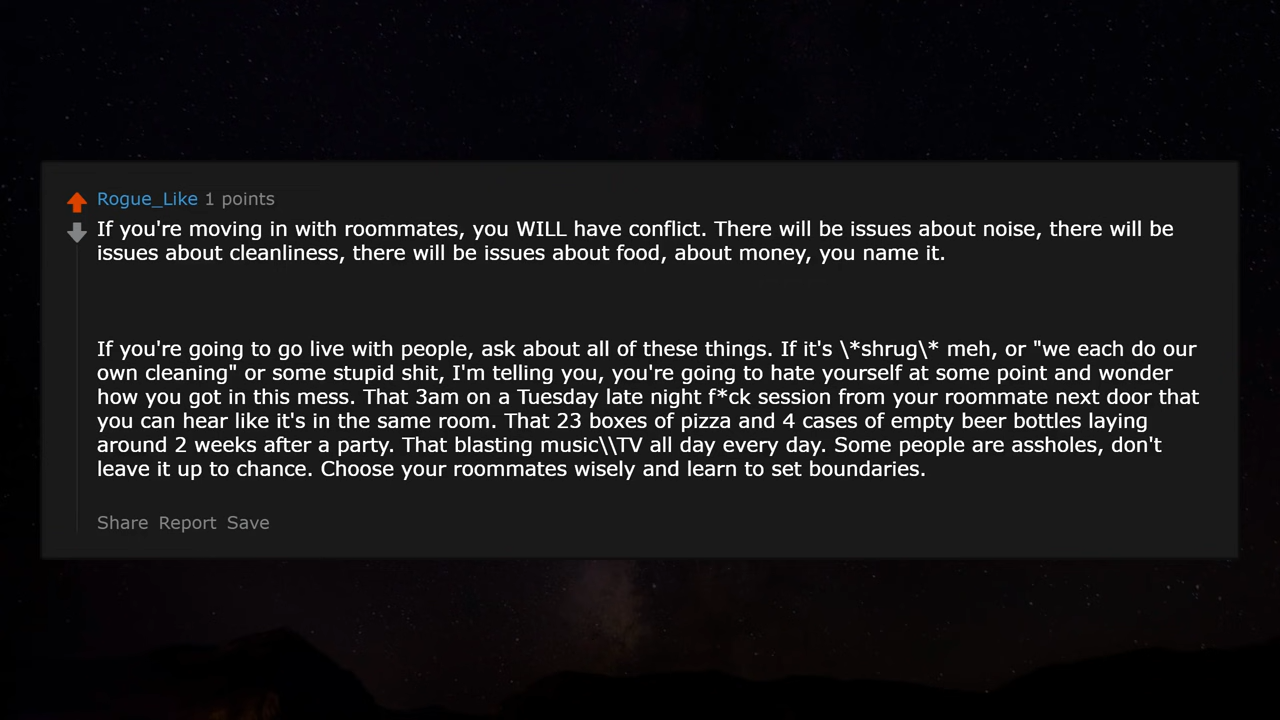 Rogue_Like 1 points
If you're moving in with roommates, you WILL have conflict. There will be issues about noise, there will be
issues about cleanliness, there will be issues about food, about money, you name it.
If you're going to go live with people, ask about all of these things. If it's \*shrug\* meh, or "we each do our
own cleaning" or some stupid shit, I'm telling you, you're going to hate yourself at some point and wonder
how you got in this mess. That 3am on a Tuesday late night f*ck session from your roommate next door that
you can hear like it's in the same room. That 23 boxes of pizza and 4 cases of empty beer bottles laying
around 2 weeks after a party. That blasting music\\TV all day every day. Some people are assholes, don't
leave it up to chance. Choose your roommates wisely and learn to set boundaries.
Share Report Save